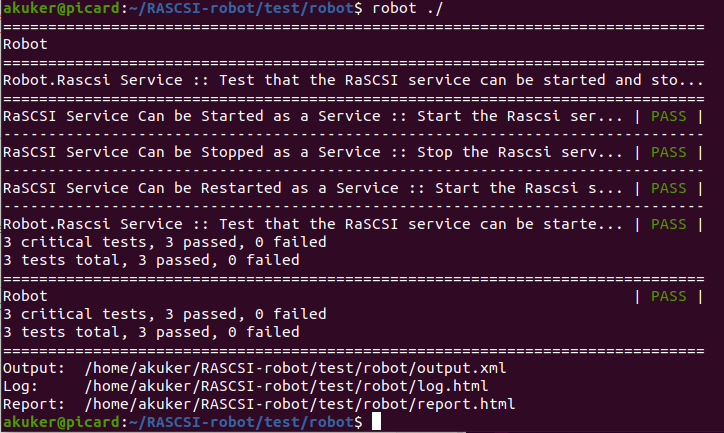 akuker@picard:~/RASCSI-robot/test/robot$ robot ./
==============================================================================
Robot
==============================================================================
Robot.Rascsi Service :: Test that the RaSCSI service can be started and sto...
==============================================================================
RaSCSI Service Can be Started as a Service :: Start the Rascsi ser... | PASS |
------------------------------------------------------------------------------
RaSCSI Service Can be Stopped as a Service :: Stop the Rascsi serv... | PASS |
------------------------------------------------------------------------------
RaSCSI Service Can be Restarted as a Service :: Start the Rascsi s... | PASS |
------------------------------------------------------------------------------
Robot.Rascsi Service :: Test that the RaSCSI service can be starte... | PASS |
3 critical tests, 3 passed, 0 failed
3 tests total, 3 passed, 0 failed
==============================================================================
Robot                                                                 | PASS |
3 critical tests, 3 passed, 0 failed
3 tests total, 3 passed, 0 failed
==============================================================================
Output:  /home/akuker/RASCSI-robot/test/robot/output.xml
Log:     /home/akuker/RASCSI-robot/test/robot/log.html
Report:  /home/akuker/RASCSI-robot/test/robot/report.html
akuker@picard:~/RASCSI-robot/test/robot$